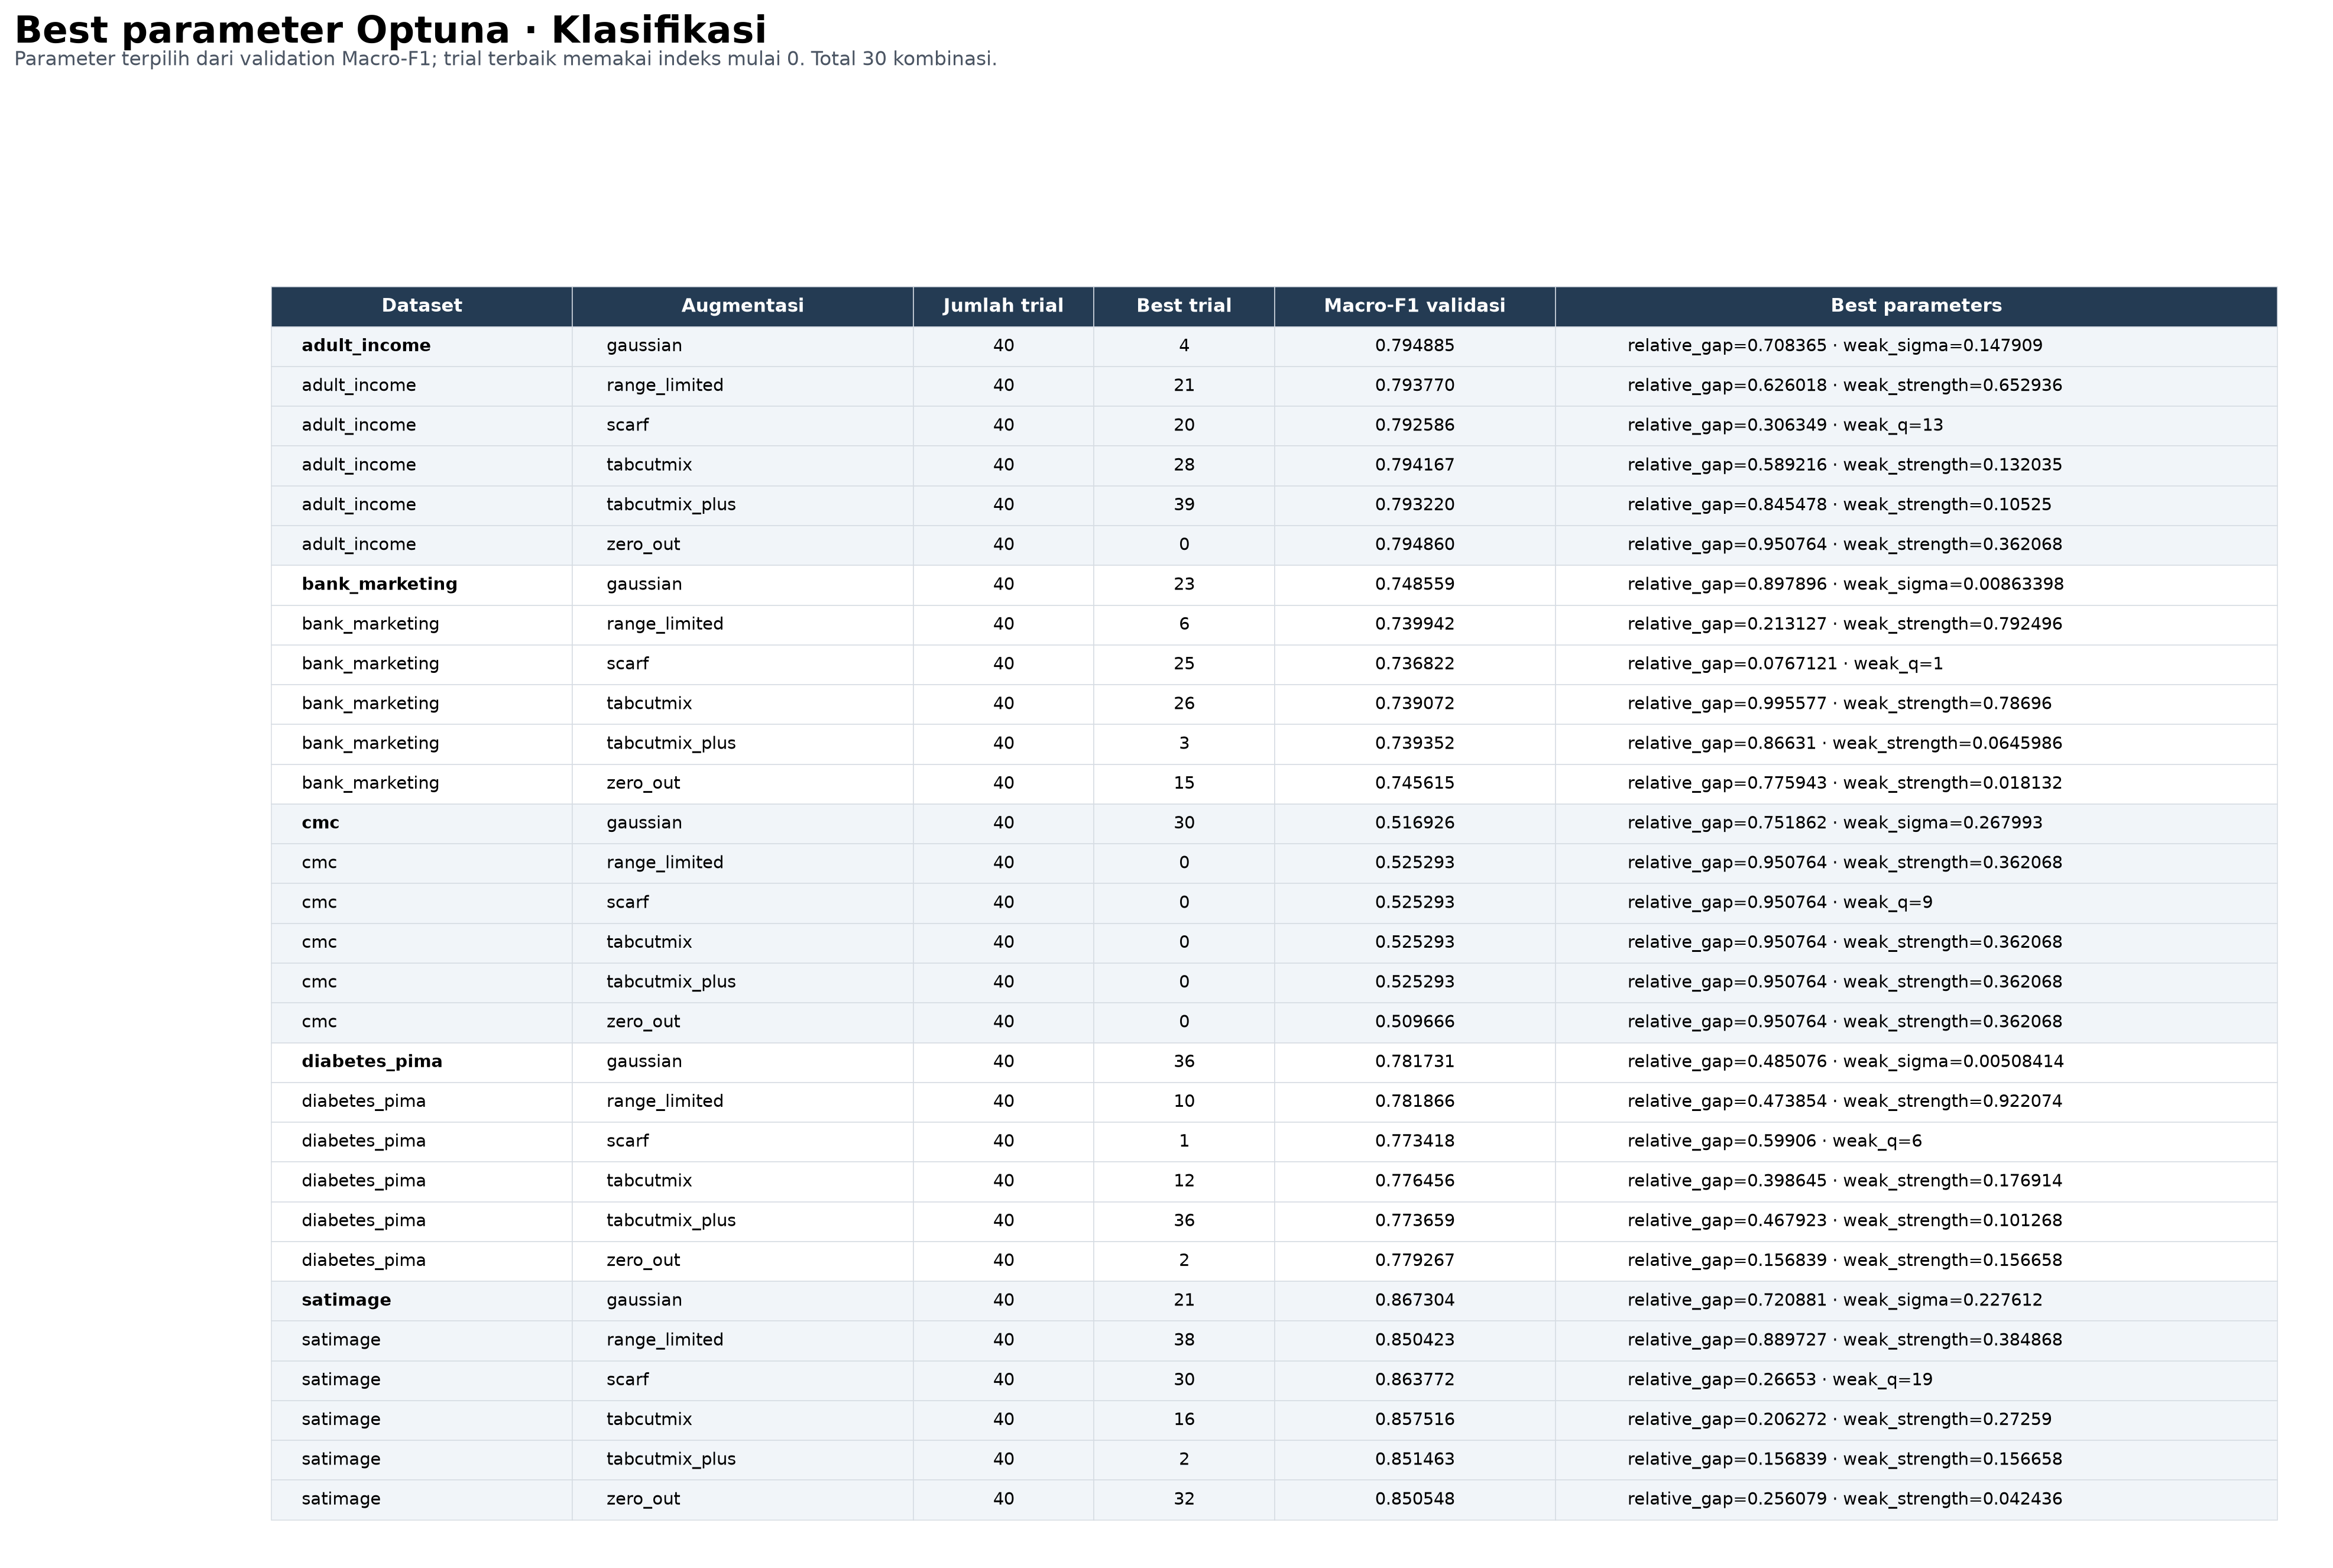 Best parameter Optuna · Klasifikasi
Parameter terpilih dari validation Macro-F1; trial terbaik memakai indeks mulai 0. Total 30 kombinasi.
Dataset Augmentasi Jumlah trial Best trial Macro-F1 validasi Best parameters
adult_income gaussian 40 4 0.794885 relative_gap=0.708365 · weak_sigma=0.147909
adult_income range_limited 40 21 0.793770 relative_gap=0.626018 · weak_strength=0.652936
adult_income scarf 40 20 0.792586 relative_gap=0.306349 · weak_q=13
adult_income tabcutmix 40 28 0.794167 relative_gap=0.589216 · weak_strength=0.132035
adult_income tabcutmix_plus 40 39 0.793220 relative_gap=0.845478 · weak_strength=0.10525
adult_income zero_out 40 0 0.794860 relative_gap=0.950764 · weak_strength=0.362068
bank_marketing gaussian 40 23 0.748559 relative_gap=0.897896 · weak_sigma=0.00863398
bank_marketing range_limited 40 6 0.739942 relative_gap=0.213127 · weak_strength=0.792496
bank_marketing scarf 40 25 0.736822 relative_gap=0.0767121 · weak_q=1
bank_marketing tabcutmix 40 26 0.739072 relative_gap=0.995577 · weak_strength=0.78696
bank_marketing tabcutmix_plus 40 3 0.739352 relative_gap=0.86631 · weak_strength=0.0645986
bank_marketing zero_out 40 15 0.745615 relative_gap=0.775943 · weak_strength=0.018132
cmc gaussian 40 30 0.516926 relative_gap=0.751862 · weak_sigma=0.267993
cmc range_limited 40 0 0.525293 relative_gap=0.950764 · weak_strength=0.362068
cmc scarf 40 0 0.525293 relative_gap=0.950764 · weak_q=9
cmc tabcutmix 40 0 0.525293 relative_gap=0.950764 · weak_strength=0.362068
cmc tabcutmix_plus 40 0 0.525293 relative_gap=0.950764 · weak_strength=0.362068
cmc zero_out 40 0 0.509666 relative_gap=0.950764 · weak_strength=0.362068
diabetes_pima gaussian 40 36 0.781731 relative_gap=0.485076 · weak_sigma=0.00508414
diabetes_pima range_limited 40 10 0.781866 relative_gap=0.473854 · weak_strength=0.922074
diabetes_pima scarf 40 1 0.773418 relative_gap=0.59906 · weak_q=6
diabetes_pima tabcutmix 40 12 0.776456 relative_gap=0.398645 · weak_strength=0.176914
diabetes_pima tabcutmix_plus 40 36 0.773659 relative_gap=0.467923 · weak_strength=0.101268
diabetes_pima zero_out 40 2 0.779267 relative_gap=0.156839 · weak_strength=0.156658
satimage gaussian 40 21 0.867304 relative_gap=0.720881 · weak_sigma=0.227612
satimage range_limited 40 38 0.850423 relative_gap=0.889727 · weak_strength=0.384868
satimage scarf 40 30 0.863772 relative_gap=0.26653 · weak_q=19
satimage tabcutmix 40 16 0.857516 relative_gap=0.206272 · weak_strength=0.27259
satimage tabcutmix_plus 40 2 0.851463 relative_gap=0.156839 · weak_strength=0.156658
satimage zero_out 40 32 0.850548 relative_gap=0.256079 · weak_strength=0.042436